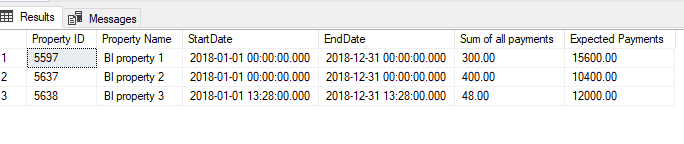 Results Messages
Property ID Property Name StartDate EndDate Sum of all payments Expected Payments
1 5597 BI property 1 2018-01-01 00:00:00.000 2018-12-31 00:00:00.000 300.00 15600.00
2 5637 BI property 2 2018-01-01 00:00:00.000 2018-12-31 00:00:00.000 400.00 10400.00
3 5638 BI property 3 2018-01-01 13:28:00.000 2018-12-31 13:28:00.000 48.00 12000.00